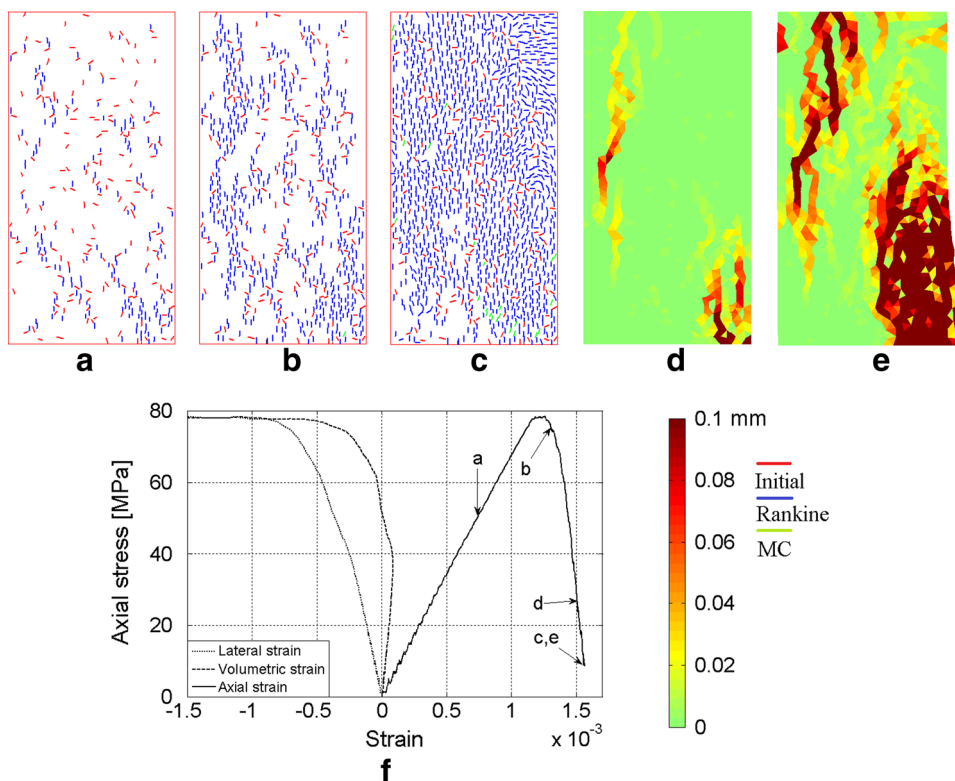 a
b
c
d
e
80
60
40
20
0
Axial stress [MPa]
a
b
d
c,e
Lateral strain
Volumetric strain
Axial strain
-1.5
-1
-0.5
0
0.5
1
1.5
x 10⁻³
Strain
f
0.1 mm
0.08
0.06
0.04
0.02
0
Initial
Rankine
MC